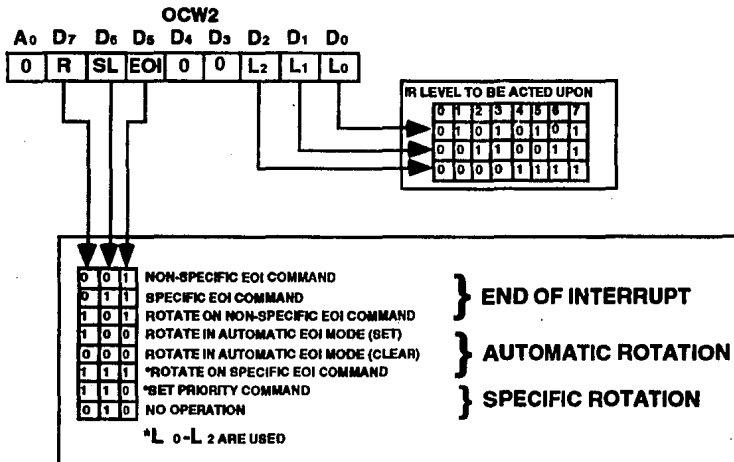 OCW2
A0 D7 D6 D5 D4 D3 D2 D1 D0
0 R SL EOI 0 0 L2 L1 L0
IR LEVEL TO BE ACTED UPON
0 1 2 3 4 5 6 7
0 1 0 1 0 1 0 1
0 0 1 1 0 0 1 1
0 0 0 0 1 1 1 1
0 0 1 NON-SPECIFIC EOI COMMAND
0 1 1 SPECIFIC EOI COMMAND
1 0 1 ROTATE ON NON-SPECIFIC EOI COMMAND
1 0 0 ROTATE IN AUTOMATIC EOI MODE (SET)
0 0 0 ROTATE IN AUTOMATIC EOI MODE (CLEAR)
1 1 1 *ROTATE ON SPECIFIC EOI COMMAND
1 1 0 *SET PRIORITY COMMAND
0 1 0 NO OPERATION
} END OF INTERRUPT
} AUTOMATIC ROTATION
} SPECIFIC ROTATION
*L 0-L 2 ARE USED